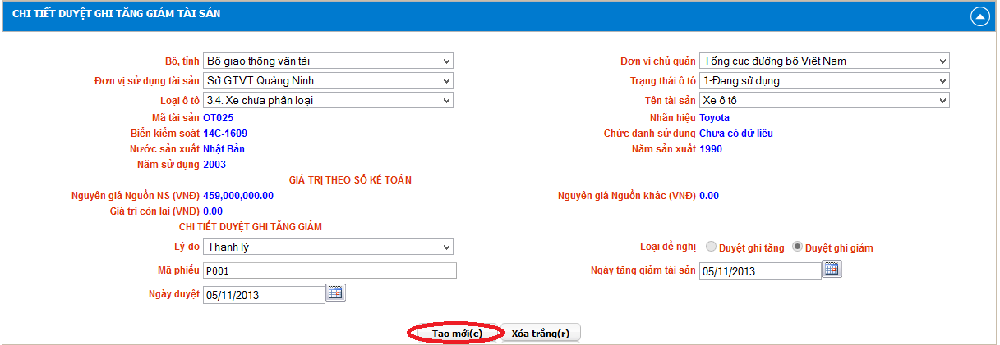 CHI TIẾT DUYỆT GHI TĂNG GIẢM TÀI SẢN
Bộ, tỉnh Bộ giao thông vận tải Đơn vị chủ quản Tổng cục đường bộ Việt Nam
Đơn vị sử dụng tài sản Sở GTVT Quảng Ninh Trạng thái ô tô 1-Đang sử dụng
Loại ô tô 3.4. Xe chưa phân loại Tên tài sản Xe ô tô
Mã tài sản OT025 Nhãn hiệu Toyota
Biển kiểm soát 14C-1609 Chức danh sử dụng Chưa có dữ liệu
Nước sản xuất Nhật Bản Năm sản xuất 1990
Năm sử dụng 2003
GIÁ TRỊ THEO SỔ KẾ TOÁN
Nguyên giá Nguồn NS (VNĐ) 459,000,000.00 Nguyên giá Nguồn khác (VNĐ) 0.00
Giá trị còn lại (VNĐ) 0.00
CHI TIẾT DUYỆT GHI TĂNG GIẢM
Lý do Thanh lý Loại đề nghị Duyệt ghi tăng Duyệt ghi giảm
Mã phiếu P001 Ngày tăng giảm tài sản 05/11/2013
Ngày duyệt 05/11/2013
Tạo mới(c) Xóa trắng(r)